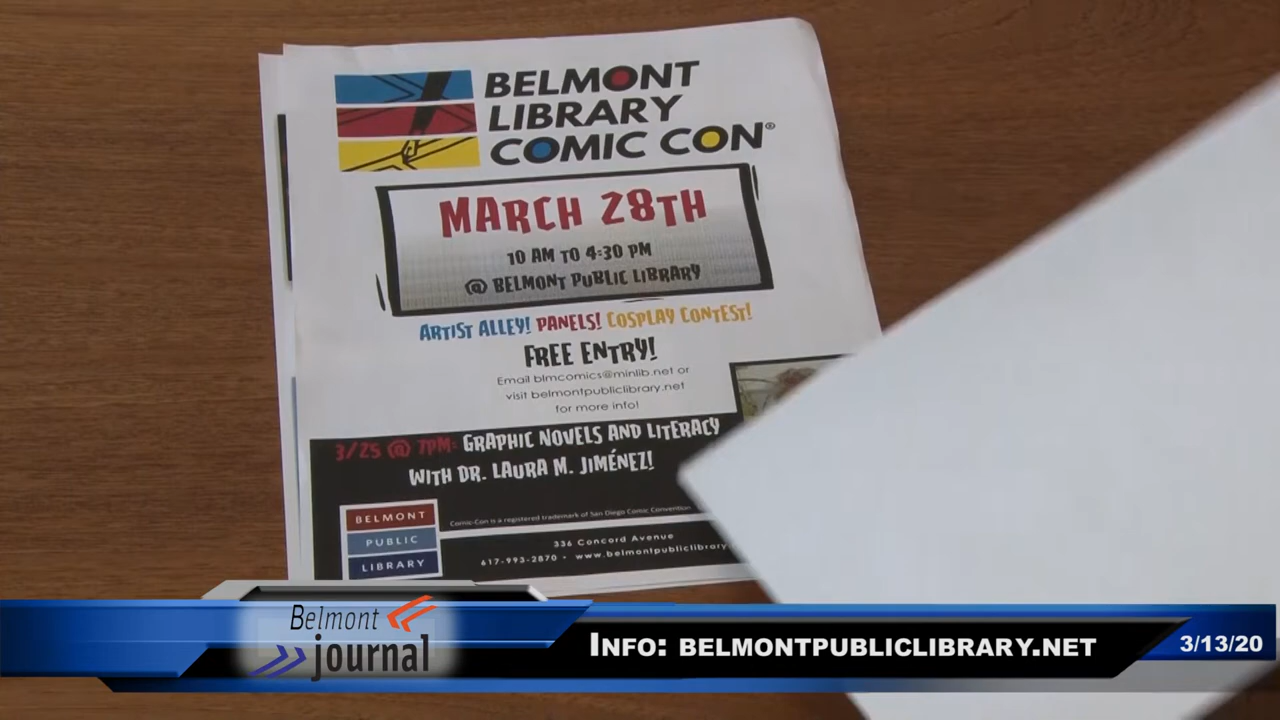 BELMONT
LIBRARY
COMIC CON®
MARCH 28TH
10 AM TO 4:30 PM
@ BELMONT PUBLIC LIBRARY
ARTIST ALLEY! PANELS! COSPLAY CONTEST!
FREE ENTRY!
Email blmcomics@minlib.net or
visit belmontpubliclibrary.net
for more info!
3/25 @ 7PM: GRAPHIC NOVELS AND LITERACY
WITH DR. LAURA M. JIMÉNEZ!
BELMONT
PUBLIC
LIBRARY
Comic-Con is a registered trademark of San Diego Comic Convention
336 Concord Avenue
617-993-2870 • www.belmontpubliclibrary
Belmont
journal
INFO: BELMONTPUBLICLIBRARY.NET
3/13/20